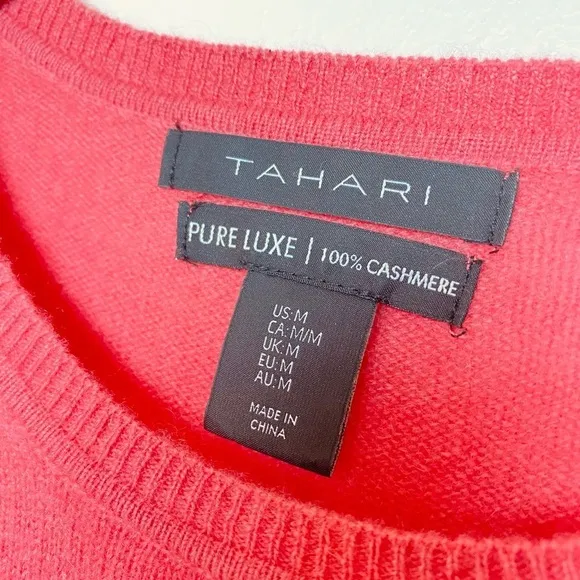 TAHARI
PURE LUXE | 100% CASHMERE
US:M
CA:M/M
UK:M
EU:M
AU:M
MADE IN
CHINA